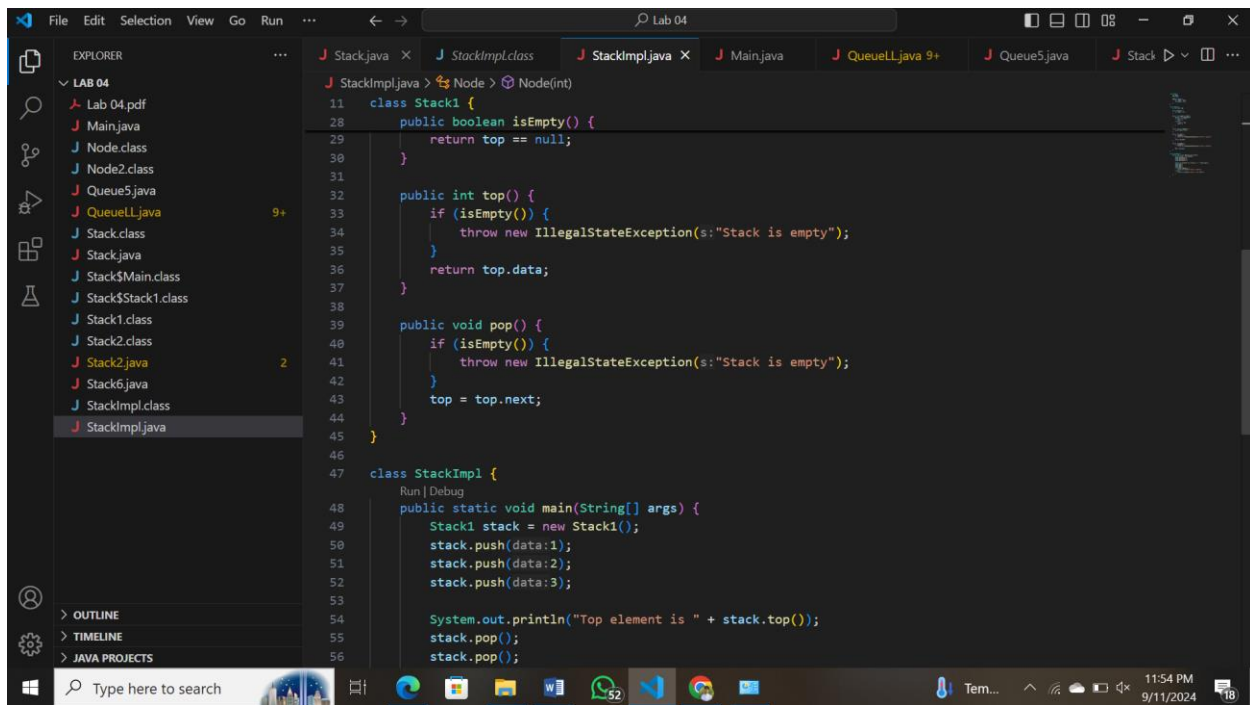 File Edit Selection View Go Run ··· ← → Lab 04
EXPLORER ···
LAB 04
Lab 04.pdf
J Main.java
J Node.class
J Node2.class
J Queue5.java
J QueueLL.java 9+
J Stack.class
J Stack.java
J Stack$Main.class
J Stack$Stack1.class
J Stack1.class
J Stack2.class
J Stack2.java 2
J Stack6.java
J StackImpl.class
J StackImpl.java
> OUTLINE
> TIMELINE
> JAVA PROJECTS
J Stack.java × J StackImpl.class J StackImpl.java × J Main.java J QueueLL.java 9+ J Queue5.java J Stack ···
J StackImpl.java > Node > Node(int)
11 class Stack1 {
28 public boolean isEmpty() {
29 return top == null;
30 }
31
32 public int top() {
33 if (isEmpty()) {
34 throw new IllegalStateException(s:"Stack is empty");
35 }
36 return top.data;
37 }
38
39 public void pop() {
40 if (isEmpty()) {
41 throw new IllegalStateException(s:"Stack is empty");
42 }
43 top = top.next;
44 }
45 }
46
47 class StackImpl {
Run | Debug
48 public static void main(String[] args) {
49 Stack1 stack = new Stack1();
50 stack.push(data:1);
51 stack.push(data:2);
52 stack.push(data:3);
53
54 System.out.println("Top element is " + stack.top());
55 stack.pop();
56 stack.pop();
Type here to search 52 Tem... 11:54 PM
9/11/2024 18